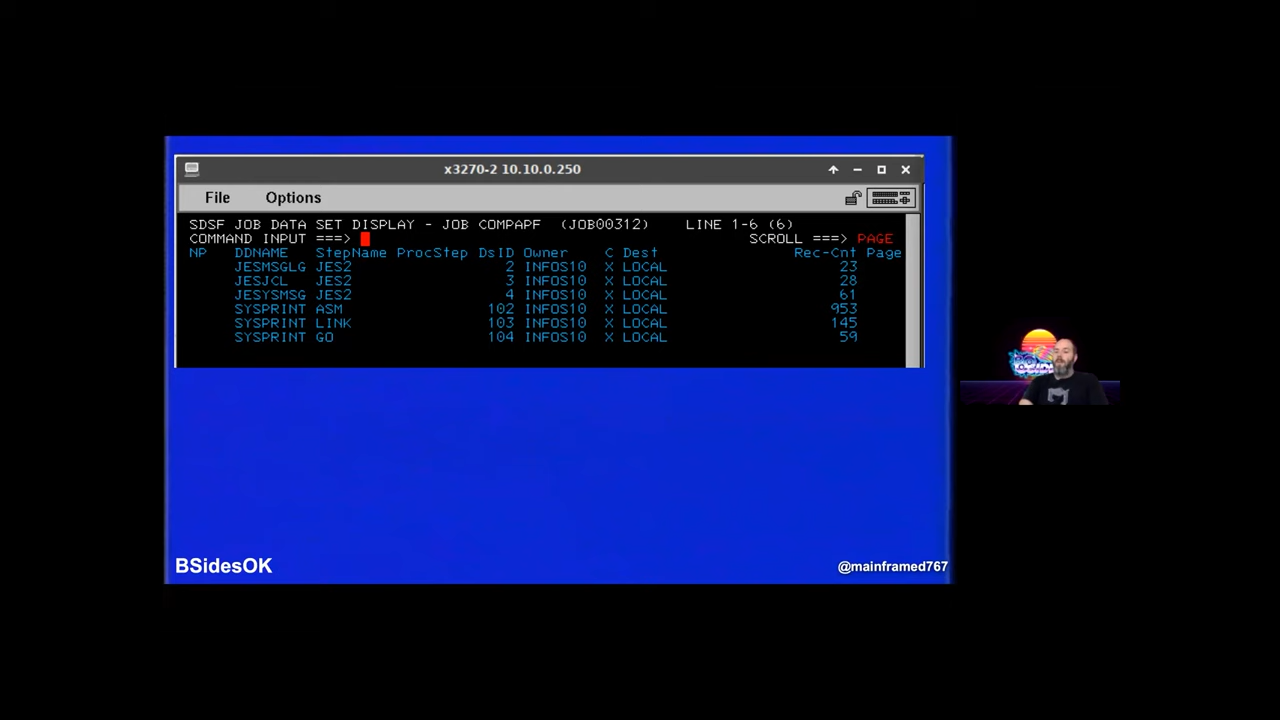 x3270-2 10.10.0.250
File Options
SDSF JOB DATA SET DISPLAY - JOB COMPAPF (JOB00312) LINE 1-6 (6)
COMMAND INPUT ===> SCROLL ===> PAGE
NP DDNAME StepName ProcStep DsID Owner C Dest Rec-Cnt Page
JESMSGLG JES2 2 INFOS10 X LOCAL 23
JESJCL JES2 3 INFOS10 X LOCAL 28
JESYSMSG JES2 4 INFOS10 X LOCAL 61
SYSPRINT ASM 102 INFOS10 X LOCAL 953
SYSPRINT LINK 103 INFOS10 X LOCAL 145
SYSPRINT GO 104 INFOS10 X LOCAL 59
BSidesOK
@mainframed767